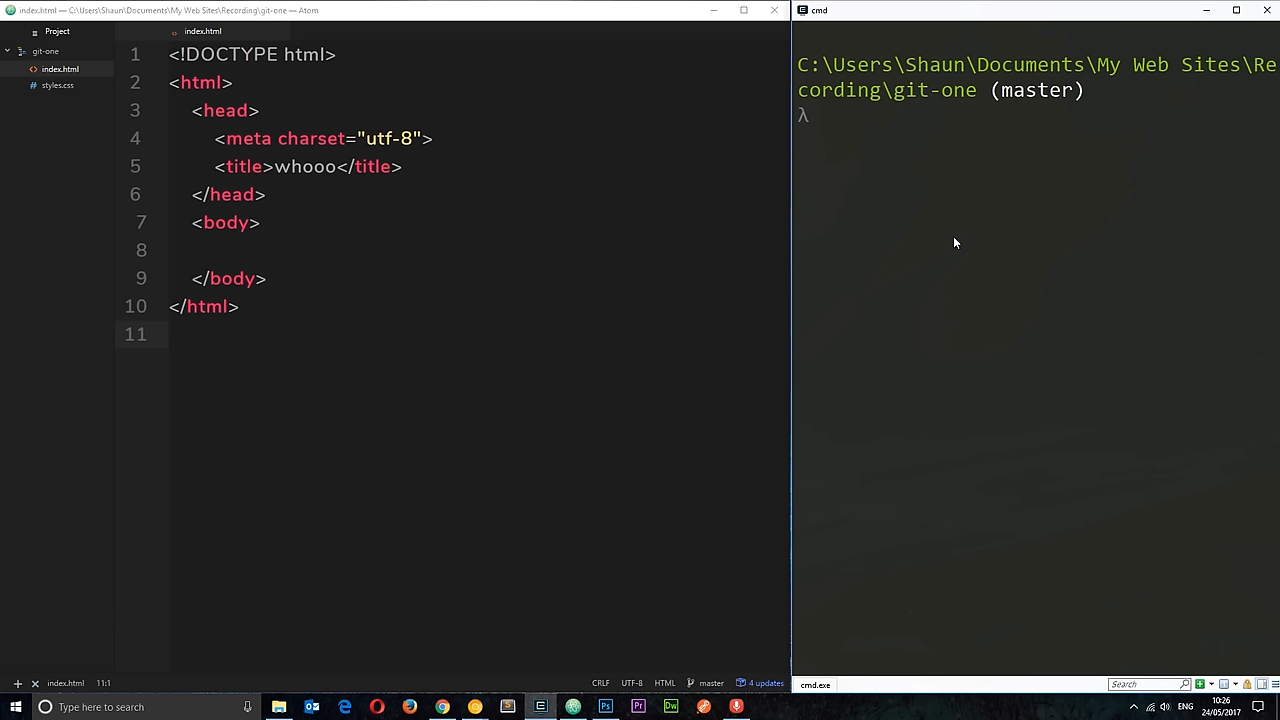 index.html — C:\Users\Shaun\Documents\My Web Sites\Recording\git-one — Atom
Project
git-one
index.html
styles.css
index.html
1 <!DOCTYPE html>
2 <html>
3 <head>
4 <meta charset="utf-8">
5 <title>whooo</title>
6 </head>
7 <body>
8
9 </body>
10 </html>
11
index.html 11:1 CRLF UTF-8 HTML master 4 updates
cmd
C:\Users\Shaun\Documents\My Web Sites\Re
cording\git-one (master)
λ
cmd.exe
Search
Type here to search
Ps
Pr
Dw
ENG
10:26
24/05/2017